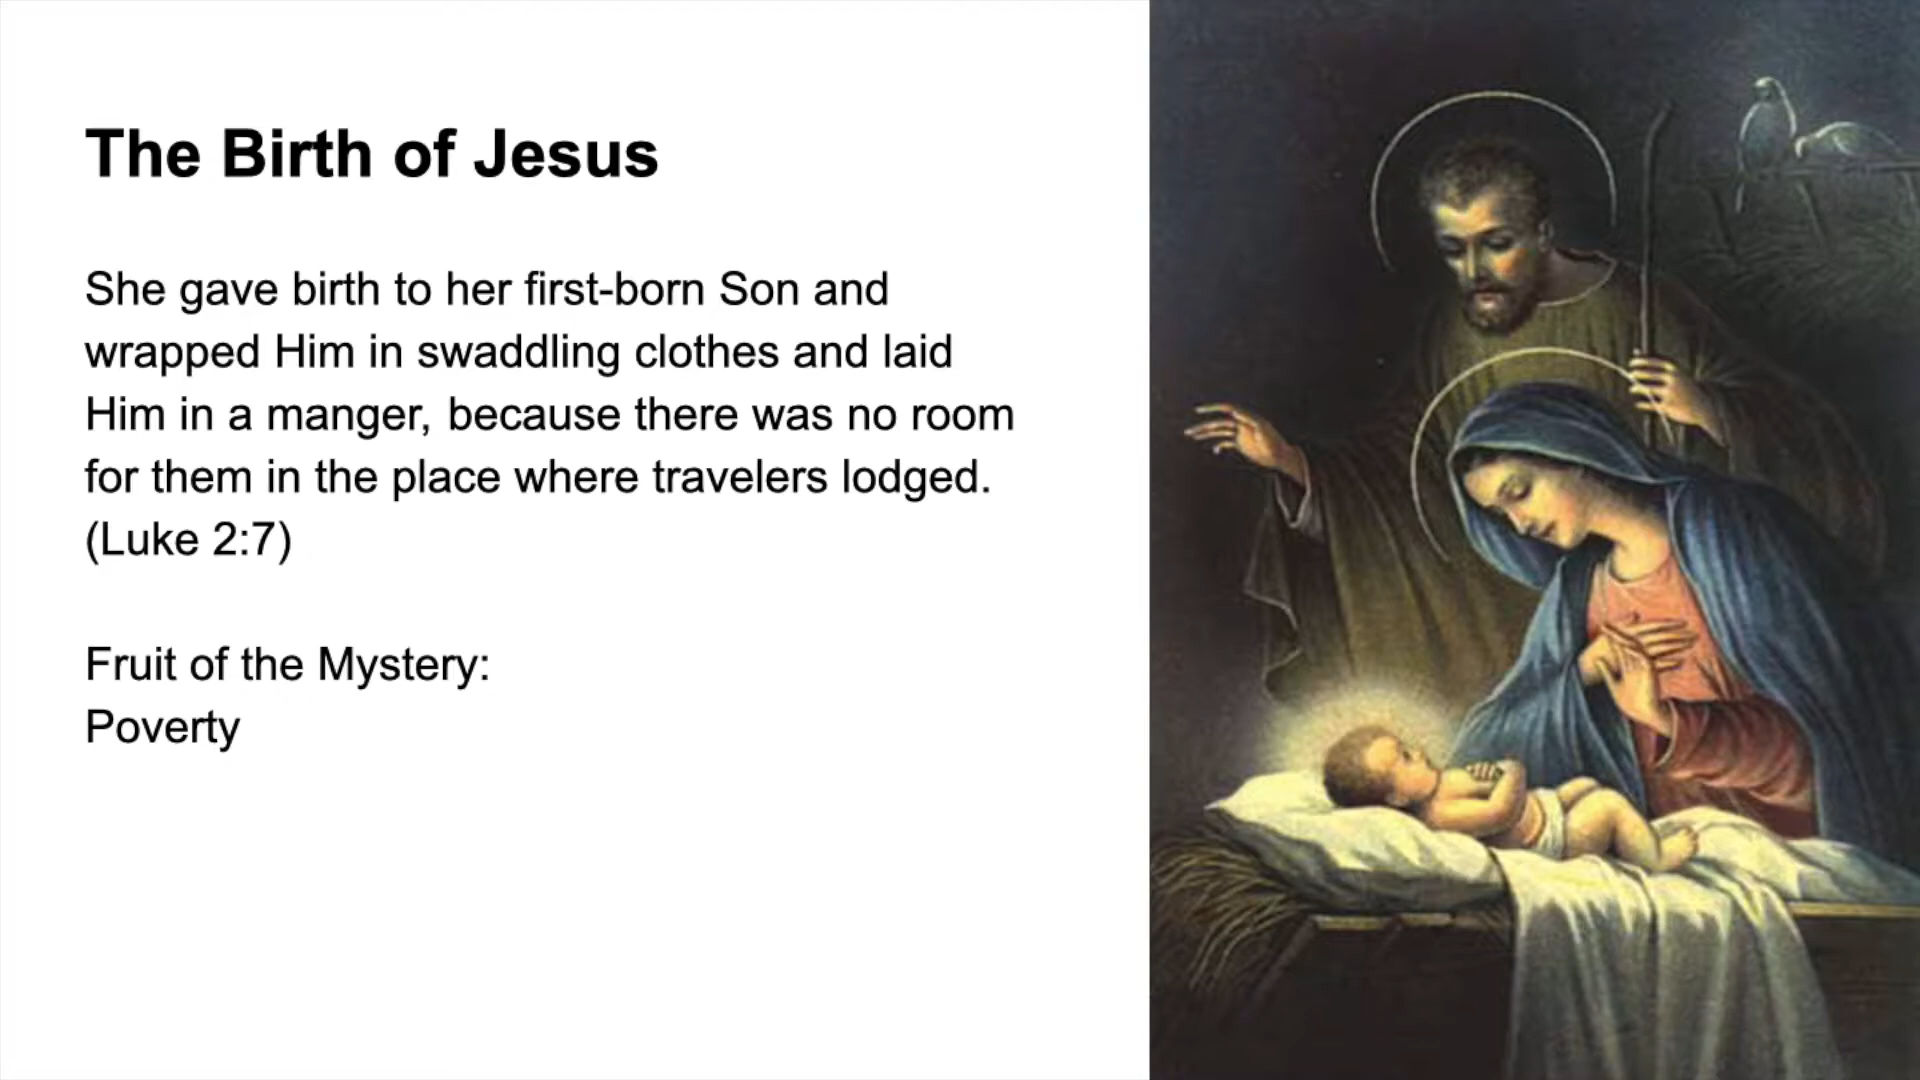 The Birth of Jesus
She gave birth to her first-born Son and
wrapped Him in swaddling clothes and laid
Him in a manger, because there was no room
for them in the place where travelers lodged.
(Luke 2:7)
Fruit of the Mystery:
Poverty